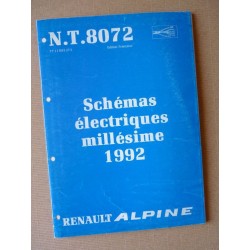 N.T.8072
Schémas
électriques
millésime
1992
RENAULT ALPINE